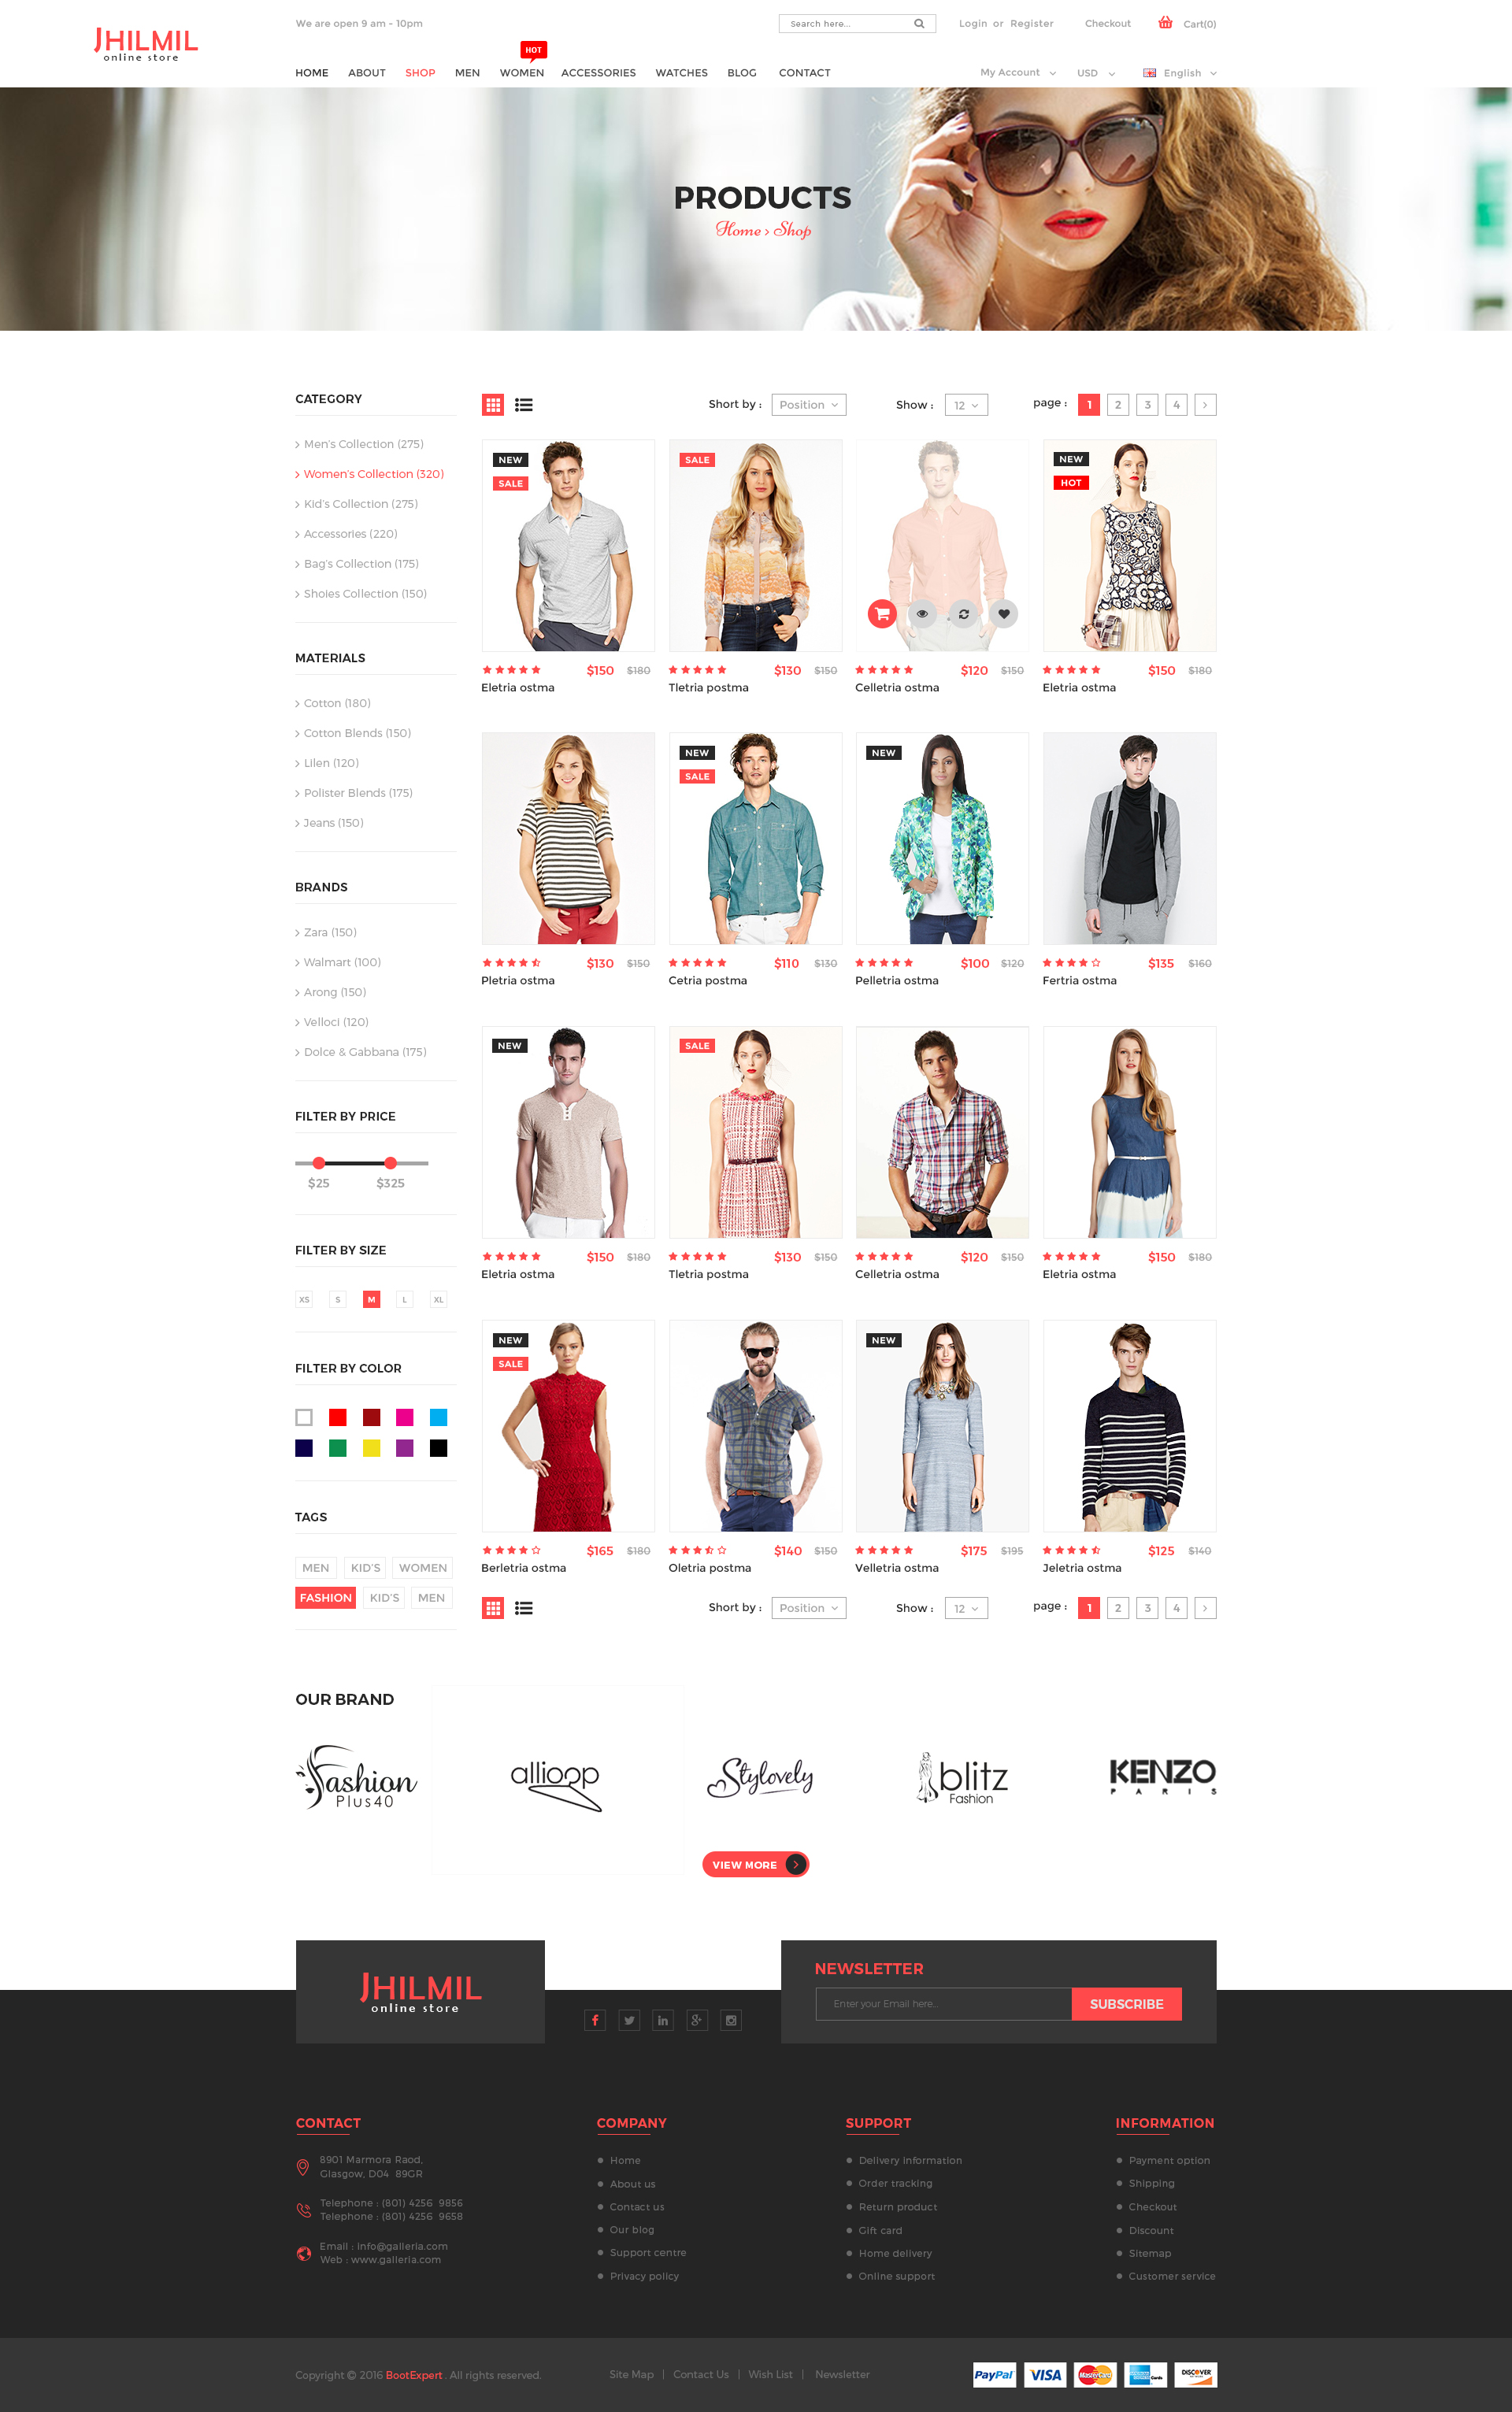 We are open 9 am - 10pm
Search here...
Login or Register
Checkout
Cart(0)
JHILMIL
online store
HOT
HOME ABOUT SHOP MEN WOMEN ACCESSORIES WATCHES BLOG CONTACT
My Account USD English
PRODUCTS
Home > Shop
CATEGORY
Men's Collection (275)
Women's Collection (320)
Kid's Collection (275)
Accessories (220)
Bag's Collection (175)
Shoies Collection (150)
MATERIALS
Cotton (180)
Cotton Blends (150)
Lilen (120)
Polister Blends (175)
Jeans (150)
BRANDS
Zara (150)
Walmart (100)
Arong (150)
Velloci (120)
Dolce & Gabbana (175)
FILTER BY PRICE
$25 $325
FILTER BY SIZE
XS S M L XL
FILTER BY COLOR
TAGS
MEN KID'S WOMEN
FASHION KID'S MEN
Short by : Position Show : 12 page : 1 2 3 4 >
NEW
SALE
SALE
NEW
HOT
$150 $180 $130 $150 $120 $150 $150 $180
Eletria ostma Tletria postma Celletria ostma Eletria ostma
NEW
SALE
NEW
$130 $150 $110 $130 $100 $120 $135 $160
Pletria ostma Cetria postma Pelletria ostma Fertria ostma
NEW
SALE
$150 $180 $130 $150 $120 $150 $150 $180
Eletria ostma Tletria postma Celletria ostma Eletria ostma
NEW
SALE
NEW
$165 $180 $140 $150 $175 $195 $125 $140
Berletria ostma Oletria postma Velletria ostma Jeletria ostma
Short by : Position Show : 12 page : 1 2 3 4 >
OUR BRAND
Fashion
Plus40
allioop
Stylovely
blitz
Fashion
KENZO
PARIS
VIEW MORE
JHILMIL
online store
NEWSLETTER
Enter your Email here...
SUBSCRIBE
CONTACT
8901 Marmora Raod,
Glasgow, D04 89GR
Telephone : (801) 4256 9856
Telephone : (801) 4256 9658
Email : info@galleria.com
Web : www.galleria.com
COMPANY
Home
About us
Contact us
Our blog
Support centre
Privacy policy
SUPPORT
Delivery information
Order tracking
Return product
Gift card
Home delivery
Online support
INFORMATION
Payment option
Shipping
Checkout
Discount
Sitemap
Customer service
Copyright © 2016 BootExpert . All rights reserved.
Site Map | Contact Us | Wish List | Newsletter
PayPal VISA MasterCard DISCOVER